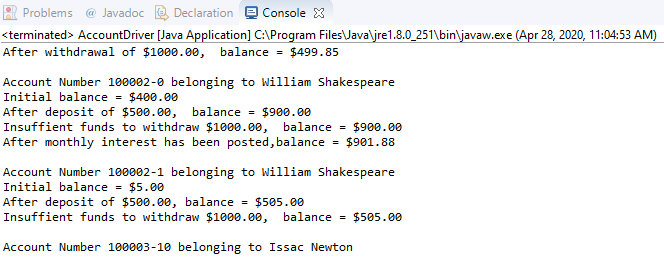 Problems @ Javadoc Declaration Console
<terminated> AccountDriver [Java Application] C:\Program Files\Java\jre1.8.0_251\bin\javaw.exe (Apr 28, 2020, 11:04:53 AM)
After withdrawal of $1000.00,  balance = $499.85
Account Number 100002-0 belonging to William Shakespeare
Initial balance = $400.00
After deposit of $500.00, balance = $900.00
Insufficient funds to withdraw $1000.00,  balance = $900.00
After monthly interest has been posted,balance = $901.88
Account Number 100002-1 belonging to William Shakespeare
Initial balance = $5.00
After deposit of $500.00, balance = $505.00
Insufficient funds to withdraw $1000.00,  balance = $505.00
Account Number 100003-10 belonging to Issac Newton